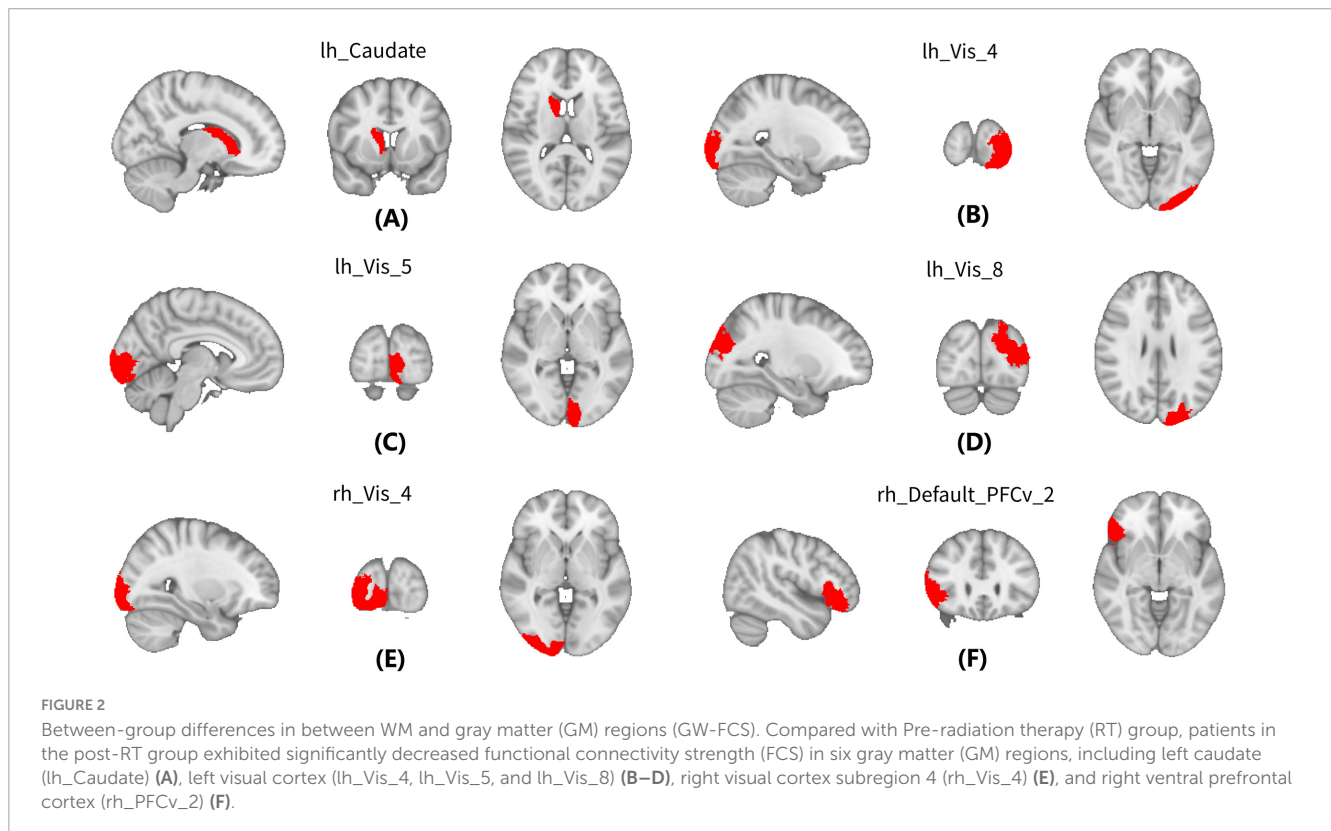 lh_Caudate
lh_Vis_4
(A)
(B)
lh_Vis_5
lh_Vis_8
(C)
(D)
rh_Vis_4
rh_Default_PFCv_2
(E)
(F)
FIGURE 2
Between-group differences in between WM and gray matter (GM) regions (GW-FCS). Compared with Pre-radiation therapy (RT) group, patients in
the post-RT group exhibited significantly decreased functional connectivity strength (FCS) in six gray matter (GM) regions, including left caudate
(lh_Caudate) (A), left visual cortex (lh_Vis_4, lh_Vis_5, and lh_Vis_8) (B–D), right visual cortex subregion 4 (rh_Vis_4) (E), and right ventral prefrontal
cortex (rh_PFCv_2) (F).